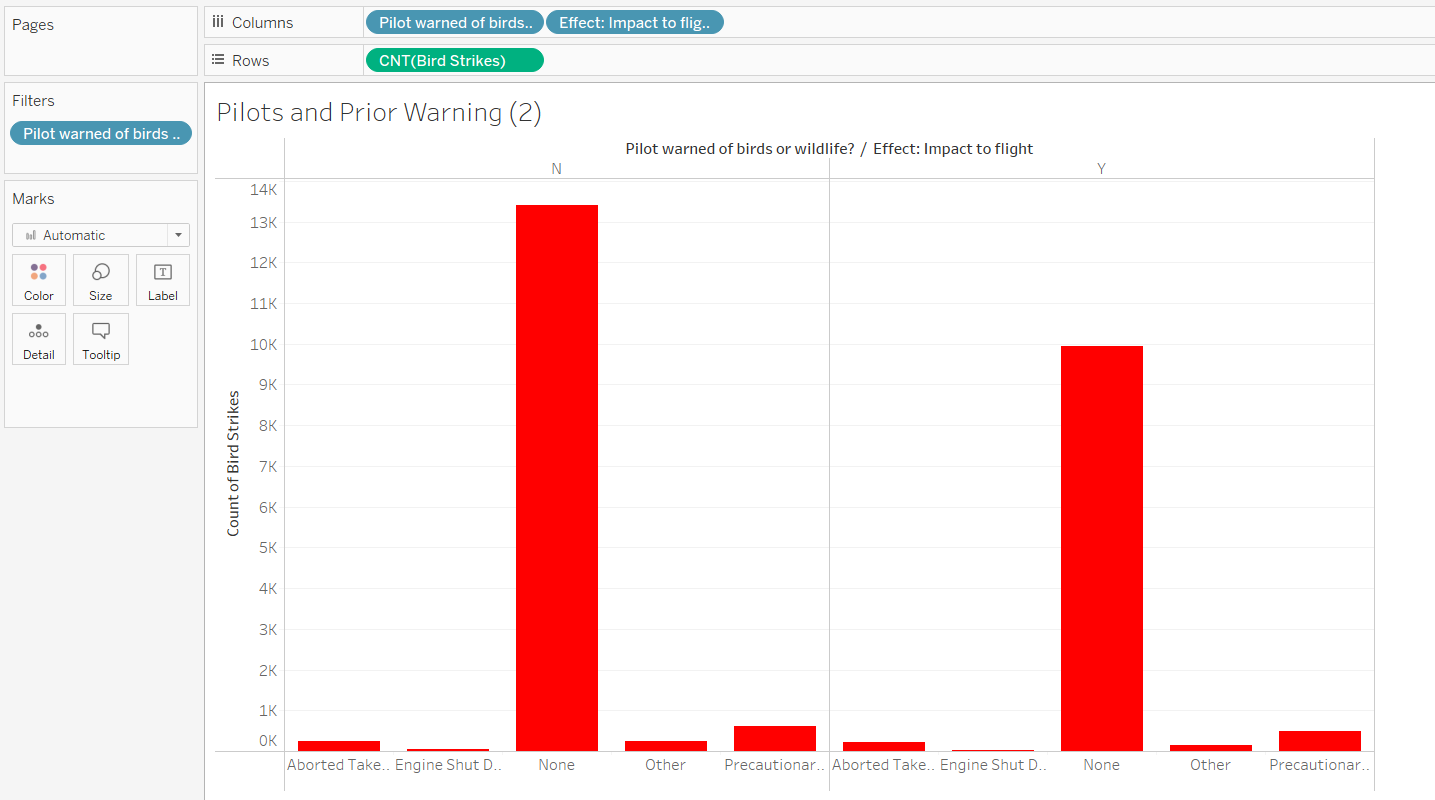 Pages
Columns
Pilot warned of birds..
Effect: Impact to flig..
Rows
CNT(Bird Strikes)
Filters
Pilot warned of birds ..
Marks
Automatic
Color
Size
T
Label
Detail
Tooltip
Pilots and Prior Warning (2)
Pilot warned of birds or wildlife? / Effect: Impact to flight
N
Y
Count of Bird Strikes
14K
13K
12K
11K
10K
9K
8K
7K
6K
5K
4K
3K
2K
1K
0K
Aborted Take.. Engine Shut D.. None Other Precautionar.. Aborted Take.. Engine Shut D.. None Other Precautionar..